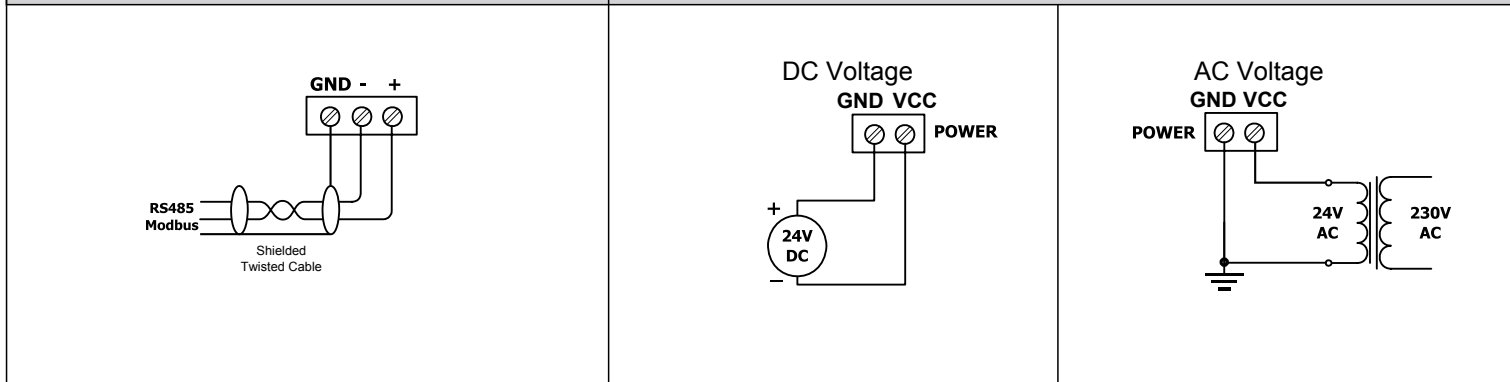 GND - +
RS485
Modbus
Shielded
Twisted Cable
DC Voltage
GND VCC
POWER
+
24V
DC
–
AC Voltage
GND VCC
POWER
24V
AC
230V
AC